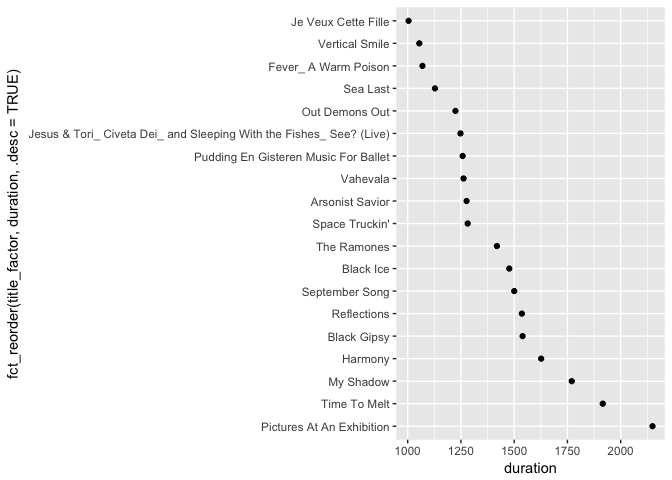 Je Veux Cette Fille
Vertical Smile
Fever_ A Warm Poison
Sea Last
Out Demons Out
Jesus & Tori_ Civeta Dei_ and Sleeping With the Fishes_ See? (Live)
Pudding En Gisteren Music For Ballet
Vahevala
Arsonist Savior
Space Truckin'
The Ramones
Black Ice
September Song
Reflections
Black Gipsy
Harmony
My Shadow
Time To Melt
Pictures At An Exhibition
fct_reorder(title_factor, duration, .desc = TRUE)
1000 1250 1500 1750 2000
duration